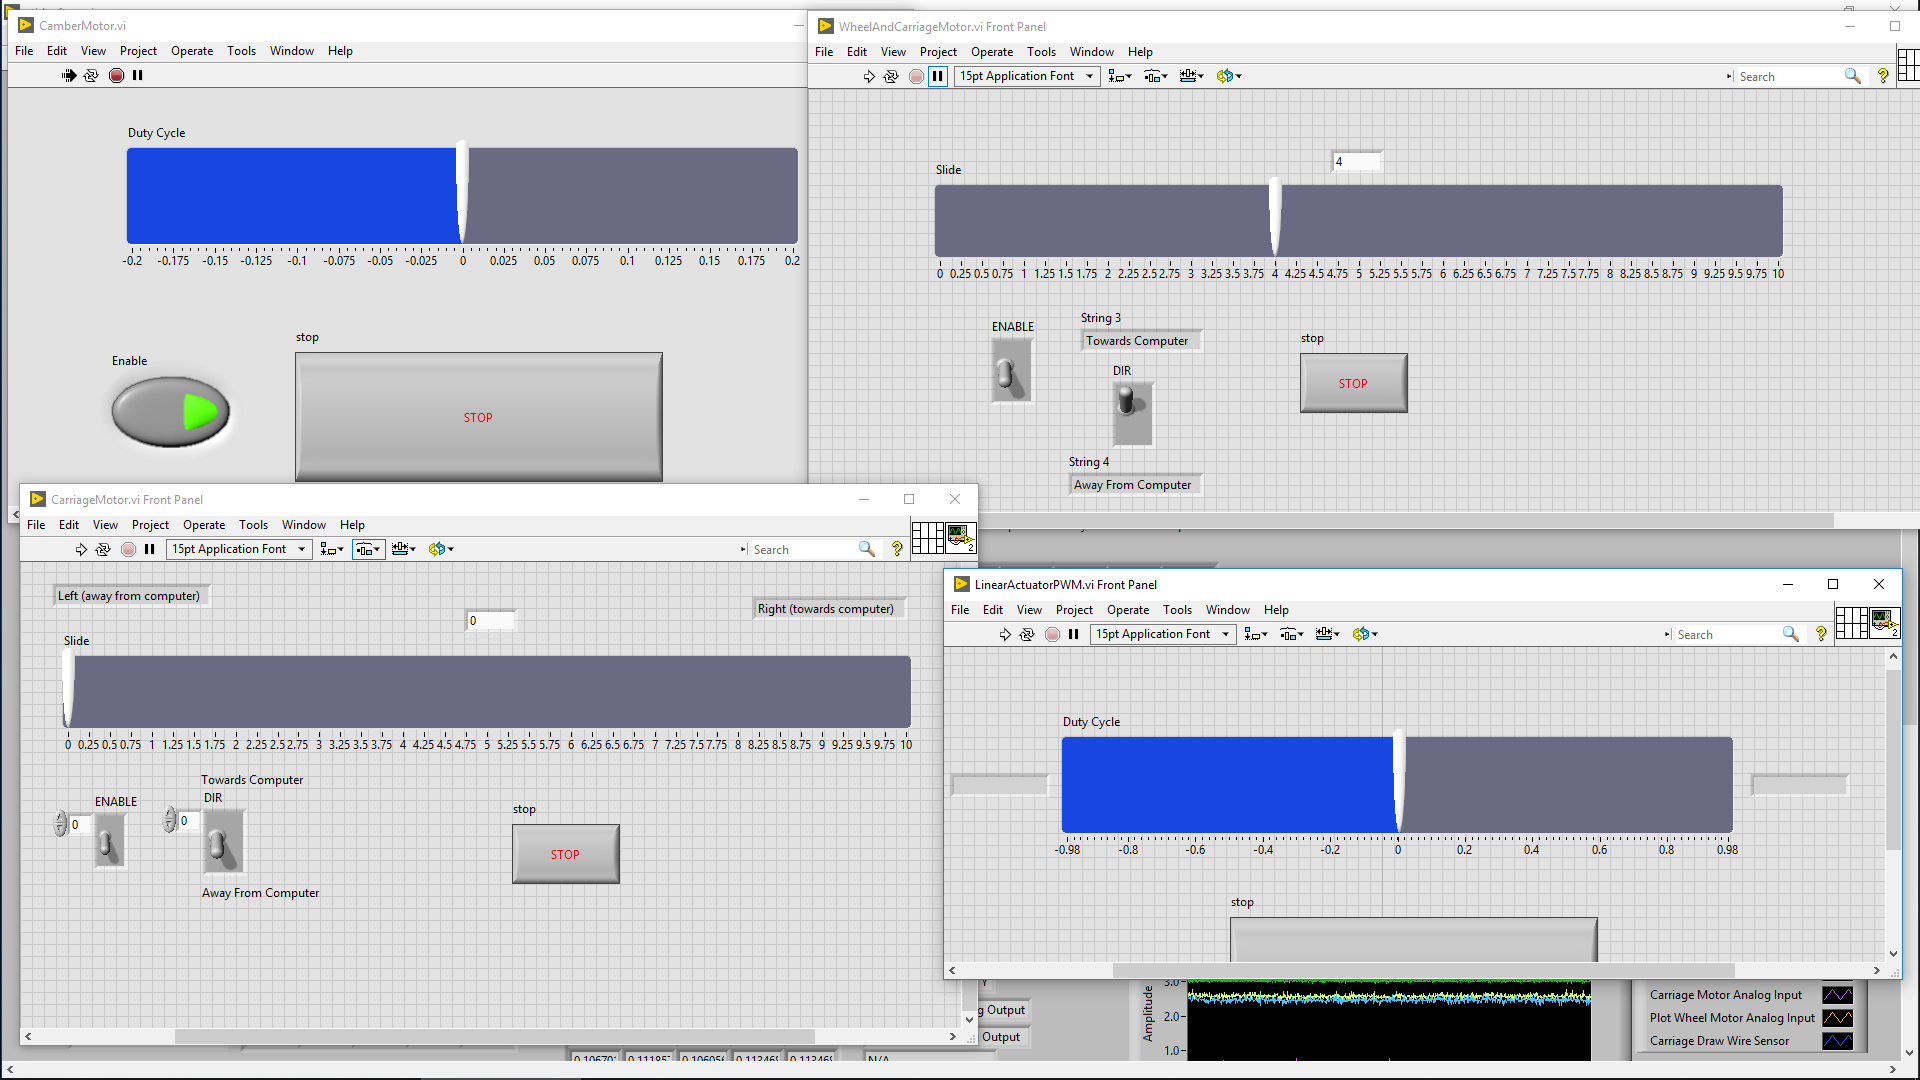 CamberMotor.vi
File Edit View Project Operate Tools Window Help
Duty Cycle
-0.2 -0.175 -0.15 -0.125 -0.1 -0.075 -0.05 -0.025 0 0.025 0.05 0.075 0.1 0.125 0.15 0.175 0.2
stop
Enable
STOP
WheelAndCarriageMotor.vi Front Panel
File Edit View Project Operate Tools Window Help
15pt Application Font
Search
4
Slide
0 0.25 0.5 0.75 1 1.25 1.5 1.75 2 2.25 2.5 2.75 3 3.25 3.5 3.75 4 4.25 4.5 4.75 5 5.25 5.5 5.75 6 6.25 6.5 6.75 7 7.25 7.5 7.75 8 8.25 8.5 8.75 9 9.25 9.5 9.75 10
String 3
ENABLE
Towards Computer
stop
DIR
STOP
String 4
Away From Computer
CarriageMotor.vi Front Panel
File Edit View Project Operate Tools Window Help
15pt Application Font
Search
2
Left (away from computer)
Right (towards computer)
0
Slide
0 0.25 0.5 0.75 1 1.25 1.5 1.75 2 2.25 2.5 2.75 3 3.25 3.5 3.75 4 4.25 4.5 4.75 5 5.25 5.5 5.75 6 6.25 6.5 6.75 7 7.25 7.5 7.75 8 8.25 8.5 8.75 9 9.25 9.5 9.75 10
Towards Computer
ENABLE
DIR
stop
0
0
STOP
Away From Computer
LinearActuatorPWM.vi Front Panel
File Edit View Project Operate Tools Window Help
15pt Application Font
Search
2
Duty Cycle
-0.98 -0.8 -0.6 -0.4 -0.2 0 0.2 0.4 0.6 0.8 0.98
stop
g Output
Output
Amplitude
3.0
2.0
1.0
Carriage Motor Analog Input
Plot Wheel Motor Analog Input
Carriage Draw Wire Sensor
N/A